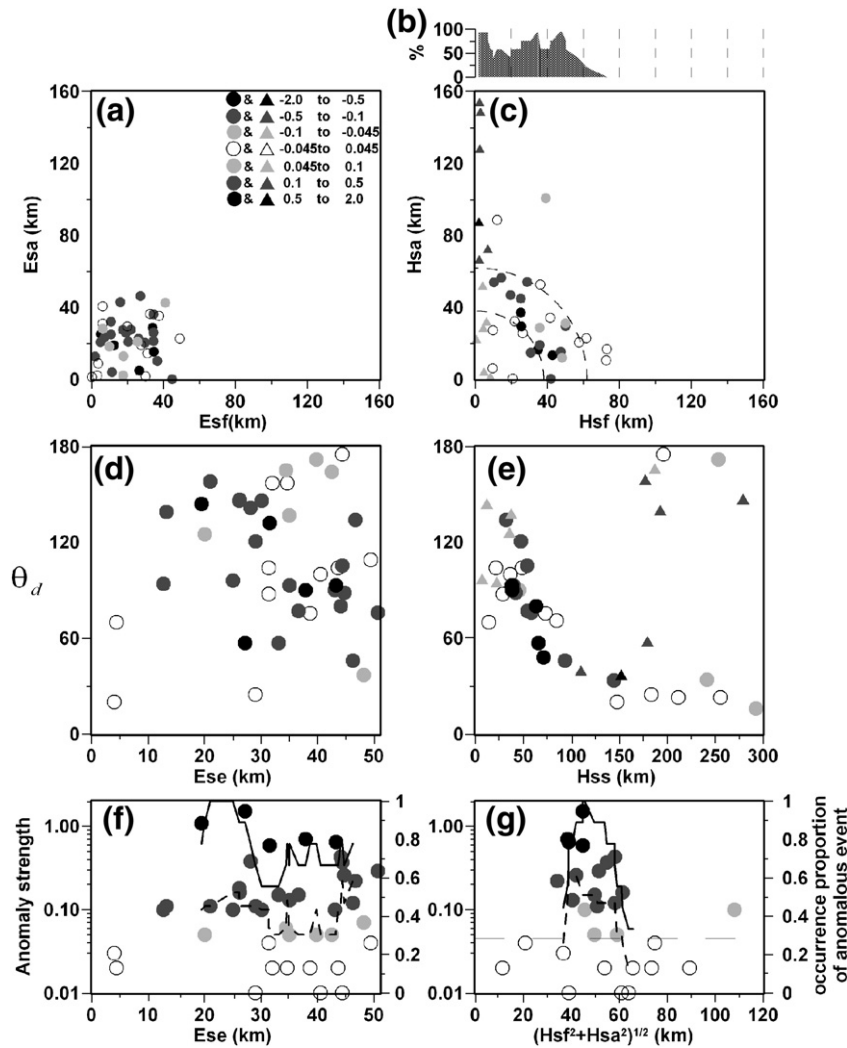 (b)
100
50
0
%
160
120
80
40
0
Esa (km)
(a)
& -2.0 to -0.5
& -0.5 to -0.1
& -0.1 to -0.045
& -0.045to 0.045
& 0.045to 0.1
& 0.1 to 0.5
& 0.5 to 2.0
0 40 80 120 160
Esf(km)
160
120
80
40
0
Hsa (km)
(c)
0 40 80 120 160
Hsf (km)
180
120
60
0
θd
(d)
0 10 20 30 40 50
Ese (km)
180
120
60
0
(e)
0 50 100 150 200 250 300
Hss (km)
1.00
0.10
0.01
Anomaly strength
(f)
1
0.8
0.6
0.4
0.2
0
0 10 20 30 40 50
Ese (km)
1.00
0.10
0.01
(g)
1
0.8
0.6
0.4
0.2
0
occurrence proportion
of anomalous event
0 20 40 60 80 100 120
(Hsf²+Hsa²)¹/² (km)